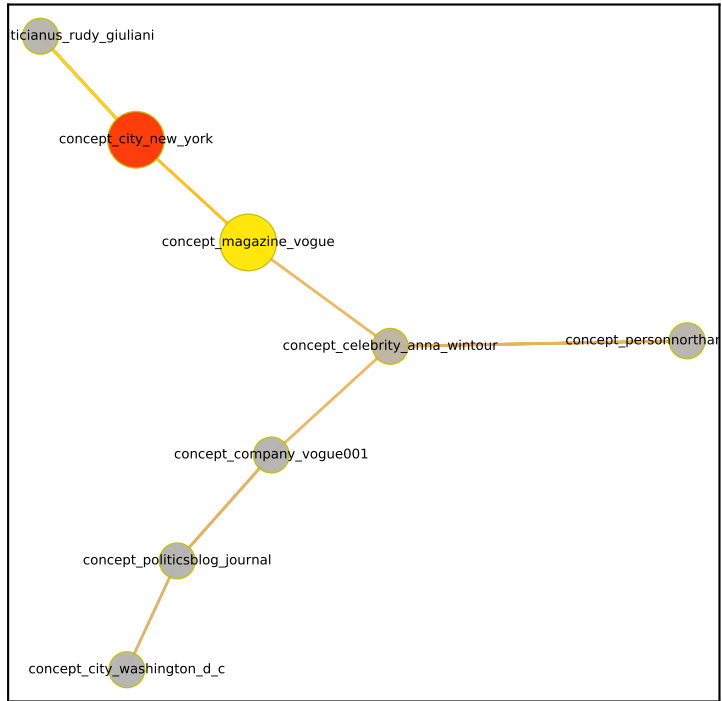 ticianus_rudy_giuliani
concept_city_new_york
concept_magazine_vogue
concept_personnorthar
concept_celebrity_anna_wintour
concept_company_vogue001
concept_politicsblog_journal
concept_city_washington_d_c